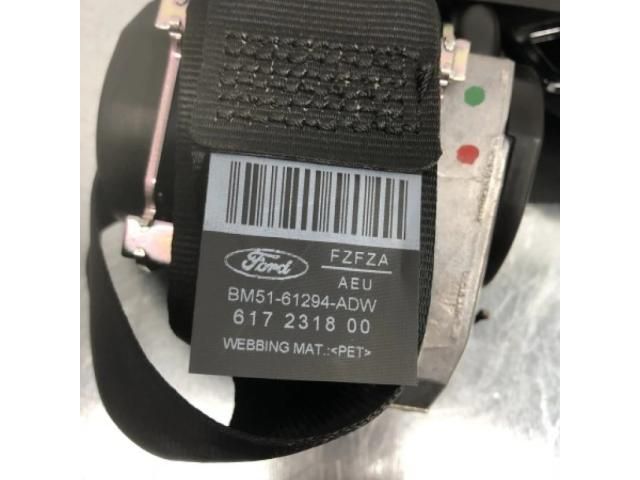 Ford
FZFZA
AEU
BM51-61294-ADW
617 2318 00
WEBBING MAT.:<PET>